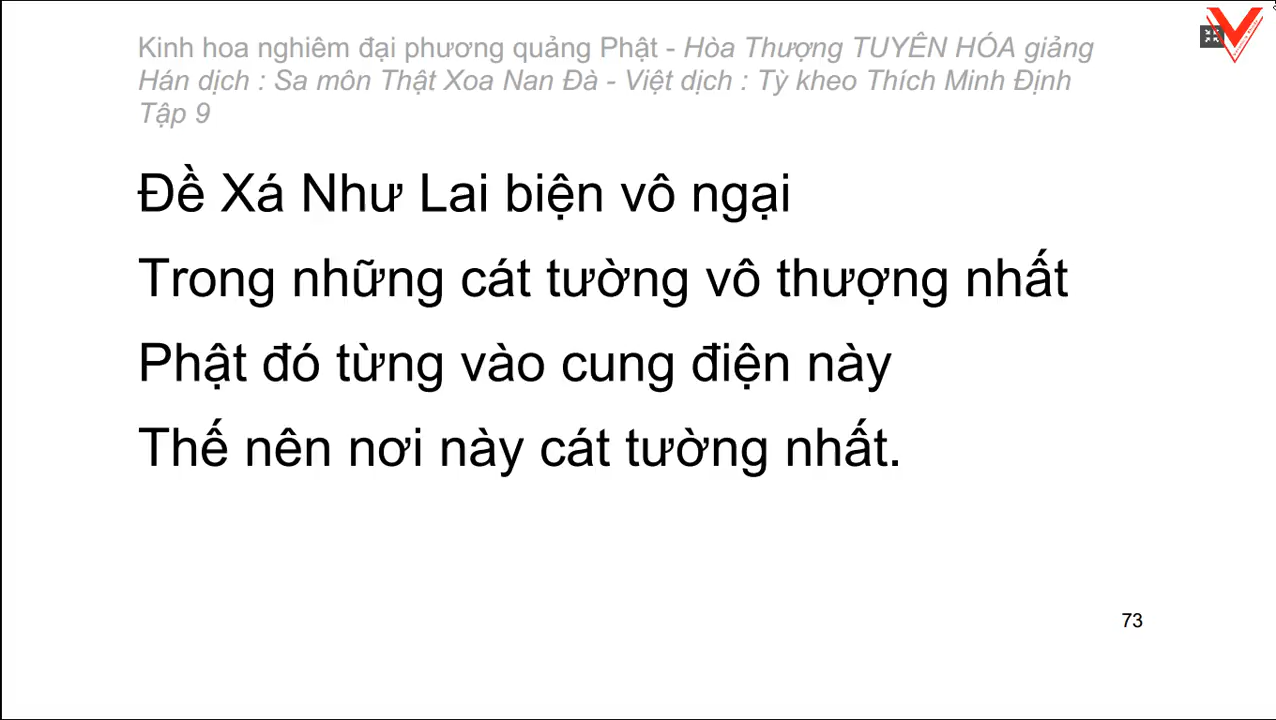 Kinh hoa nghiêm đại phương quảng Phật - Hòa Thượng TUYÊN HÓA giảng
Hán dịch : Sa môn Thật Xoa Nan Đà - Việt dịch : Tỳ kheo Thích Minh Định
Tập 9
Đề Xá Như Lai biện vô ngại
Trong những cát tường vô thượng nhất
Phật đó từng vào cung điện này
Thế nên nơi này cát tường nhất.
73